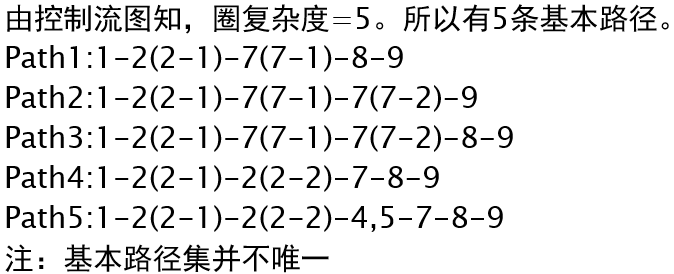 由控制流图知，圈复杂度=5。所以有5条基本路径。
Path1:1-2(2-1)-7(7-1)-8-9
Path2:1-2(2-1)-7(7-1)-7(7-2)-9
Path3:1-2(2-1)-7(7-1)-7(7-2)-8-9
Path4:1-2(2-1)-2(2-2)-7-8-9
Path5:1-2(2-1)-2(2-2)-4,5-7-8-9
注：基本路径集并不唯一